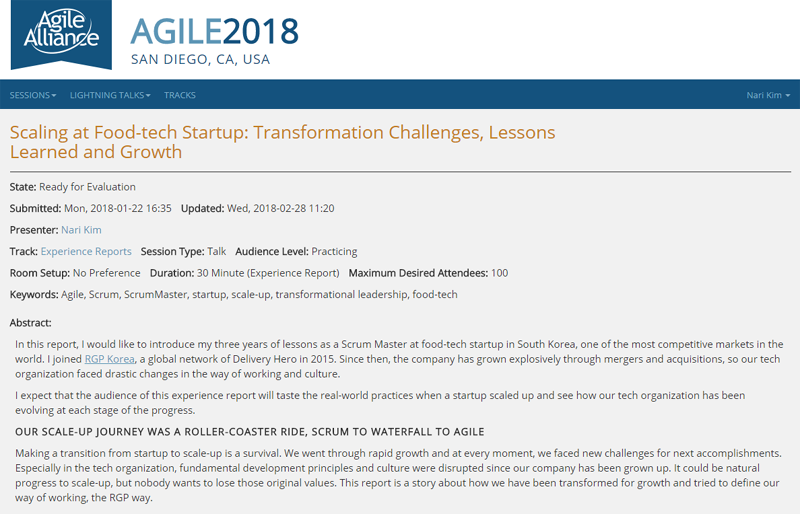 Agile
Alliance
AGILE2018
SAN DIEGO, CA, USA
SESSIONS LIGHTNING TALKS TRACKS Nari Kim
Scaling at Food-tech Startup: Transformation Challenges, Lessons
Learned and Growth
State: Ready for Evaluation
Submitted: Mon, 2018-01-22 16:35 Updated: Wed, 2018-02-28 11:20
Presenter: Nari Kim
Track: Experience Reports Session Type: Talk Audience Level: Practicing
Room Setup: No Preference Duration: 30 Minute (Experience Report) Maximum Desired Attendees: 100
Keywords: Agile, Scrum, ScrumMaster, startup, scale-up, transformational leadership, food-tech
Abstract:
In this report, I would like to introduce my three years of lessons as a Scrum Master at food-tech startup in South Korea, one of the most competitive markets in the
world. I joined RGP Korea, a global network of Delivery Hero in 2015. Since then, the company has grown explosively through mergers and acquisitions, so our tech
organization faced drastic changes in the way of working and culture.
I expect that the audience of this experience report will taste the real-world practices when a startup scaled up and see how our tech organization has been
evolving at each stage of the progress.
OUR SCALE-UP JOURNEY WAS A ROLLER-COASTER RIDE, SCRUM TO WATERFALL TO AGILE
Making a transition from startup to scale-up is a survival. We went through rapid growth and at every moment, we faced new challenges for next accomplishments.
Especially in the tech organization, fundamental development principles and culture were disrupted since our company has been grown up. It could be natural
progress to scale-up, but nobody wants to lose those original values. This report is a story about how we have been transformed for growth and tried to define our
way of working, the RGP way.